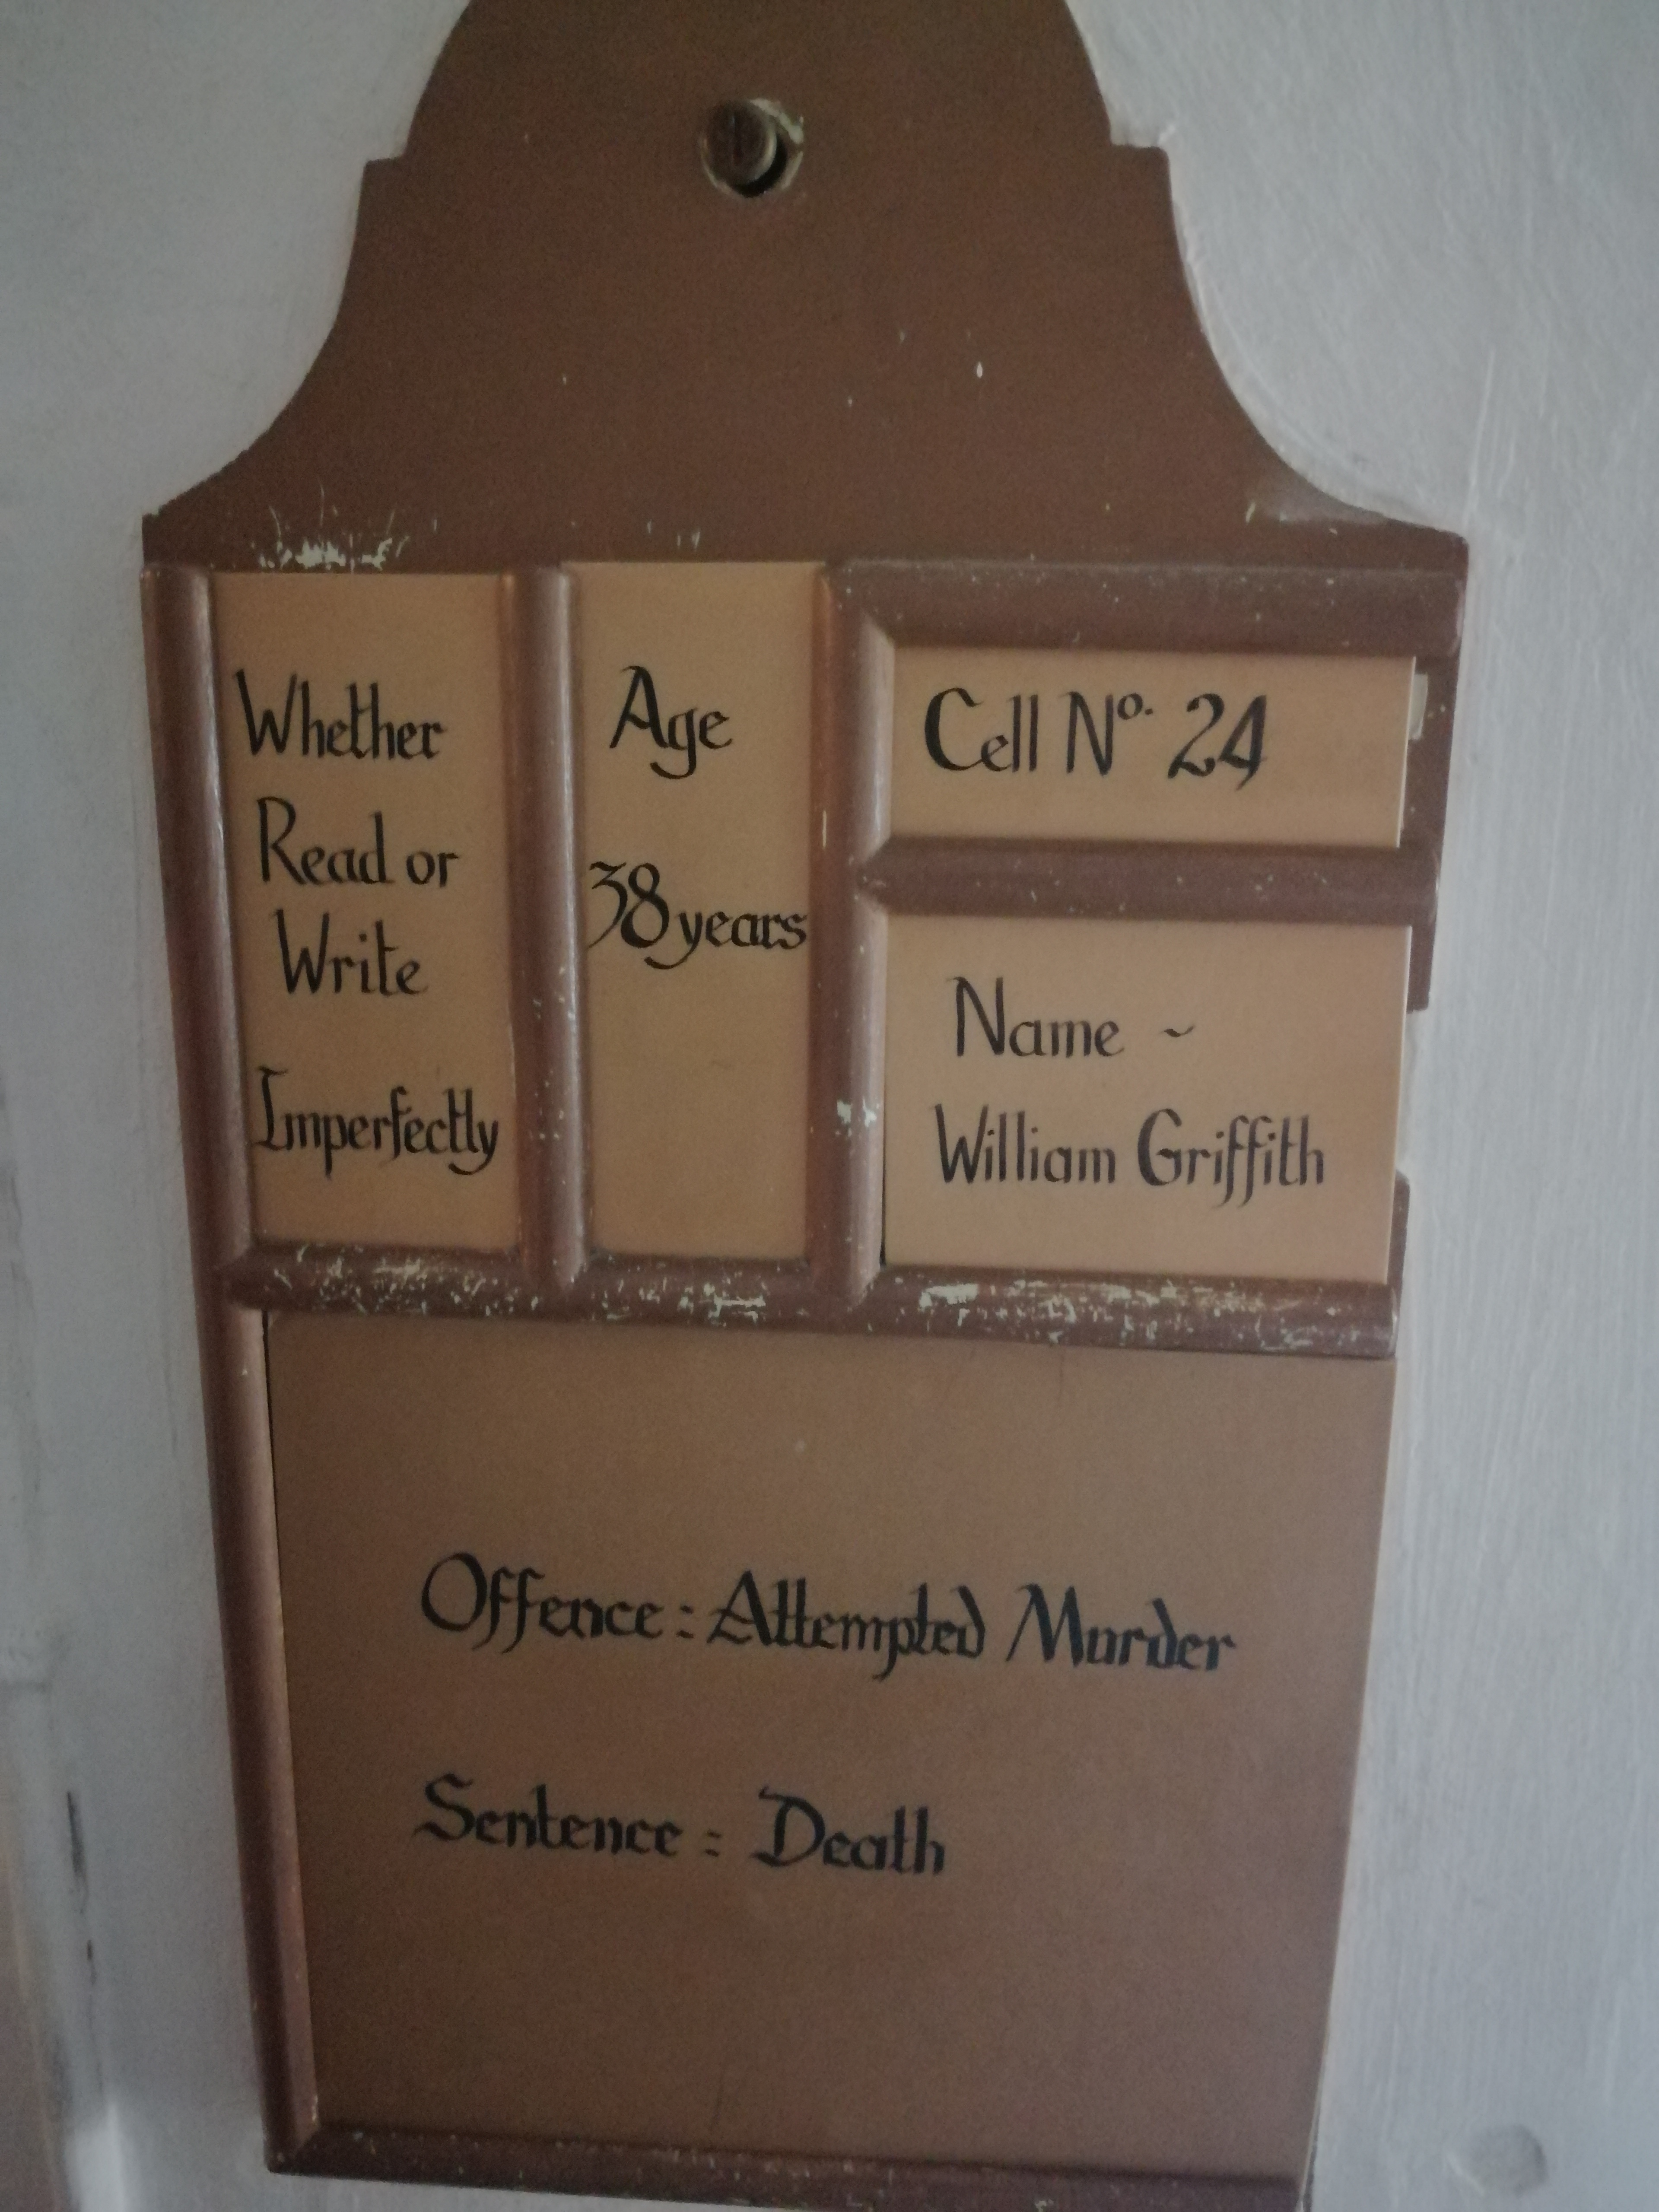 Whether
Read or
Write
Imperfectly
Age
38 years
Cell No. 24
Name ~
William Griffith
Offence : Attempted Murder
Sentence : Death